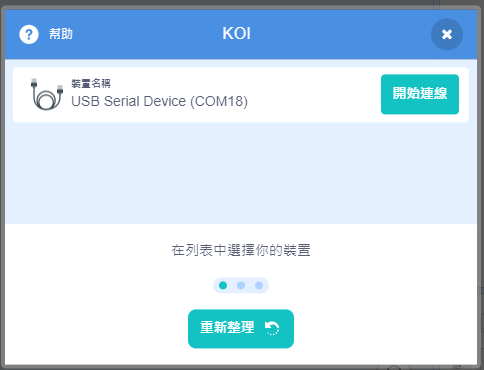 幫助
KOI
裝置名稱
USB Serial Device (COM18)
開始連線
在列表中選擇你的裝置
重新整理